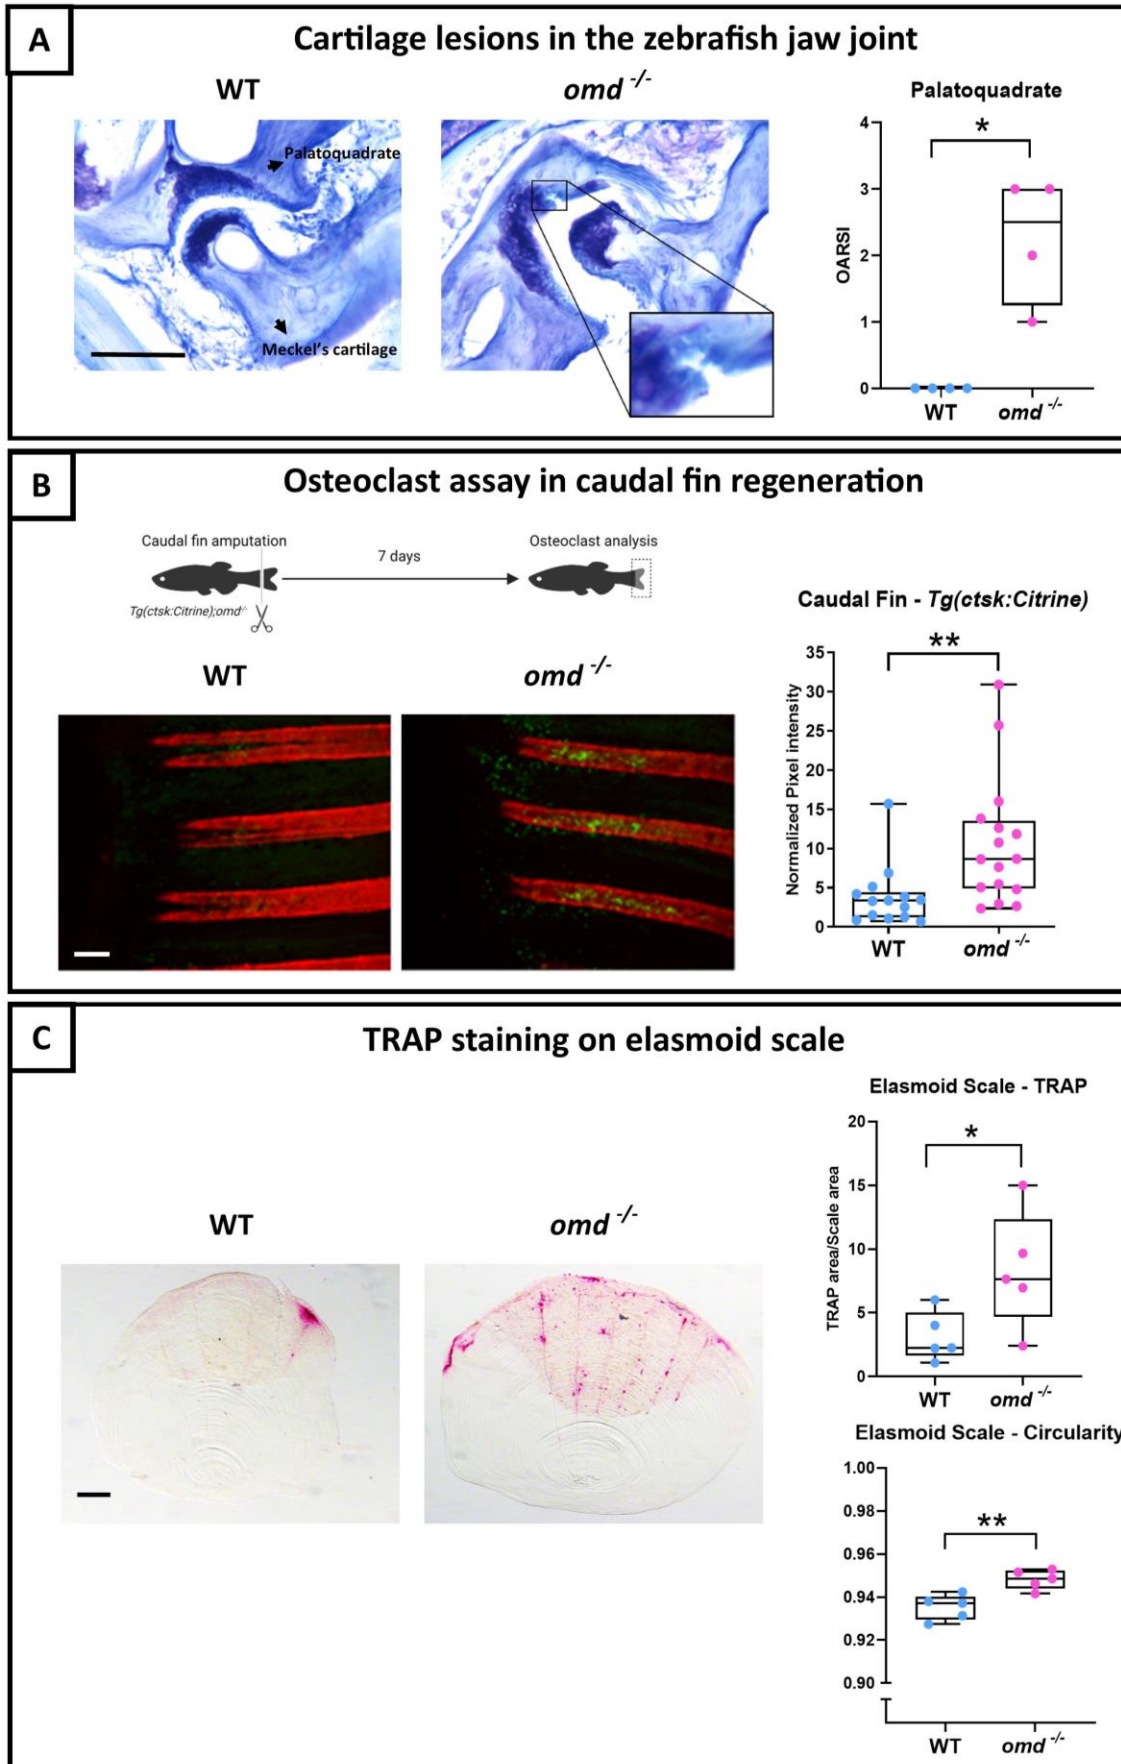 A
Cartilage lesions in the zebrafish jaw joint
WT
omd -/-
Palatoquadrate
Meckel's cartilage
Palatoquadrate
*
OARSI
4
3
2
1
0
WT
omd -/-
B
Osteoclast assay in caudal fin regeneration
Caudal fin amputation
7 days
Osteoclast analysis
Tg(ctsk:Citrine);omd-/-
WT
omd -/-
Caudal Fin - Tg(ctsk:Citrine)
**
Normalized Pixel intensity
35
30
25
20
15
10
5
0
WT
omd -/-
C
TRAP staining on elasmoid scale
WT
omd -/-
Elasmoid Scale - TRAP
*
TRAP area/Scale area
20
15
10
5
0
WT
omd -/-
Elasmoid Scale - Circularity
**
1.00
0.98
0.96
0.94
0.92
0.90
WT
omd -/-